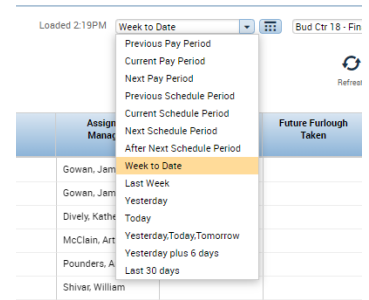 Loaded 2:19PM Week to Date Bud Ctr 18 - Fin
Previous Pay Period
Current Pay Period
Next Pay Period
Previous Schedule Period
Current Schedule Period
Next Schedule Period
After Next Schedule Period
Week to Date
Last Week
Yesterday
Today
Yesterday,Today,Tomorrow
Yesterday plus 6 days
Last 30 days
Refres
Assign
Manag
Future Furlough
Taken
Gowan, Jam
Gowan, Jam
Dively, Kathe
McClain, Art
Pounders, A
Shivar, William